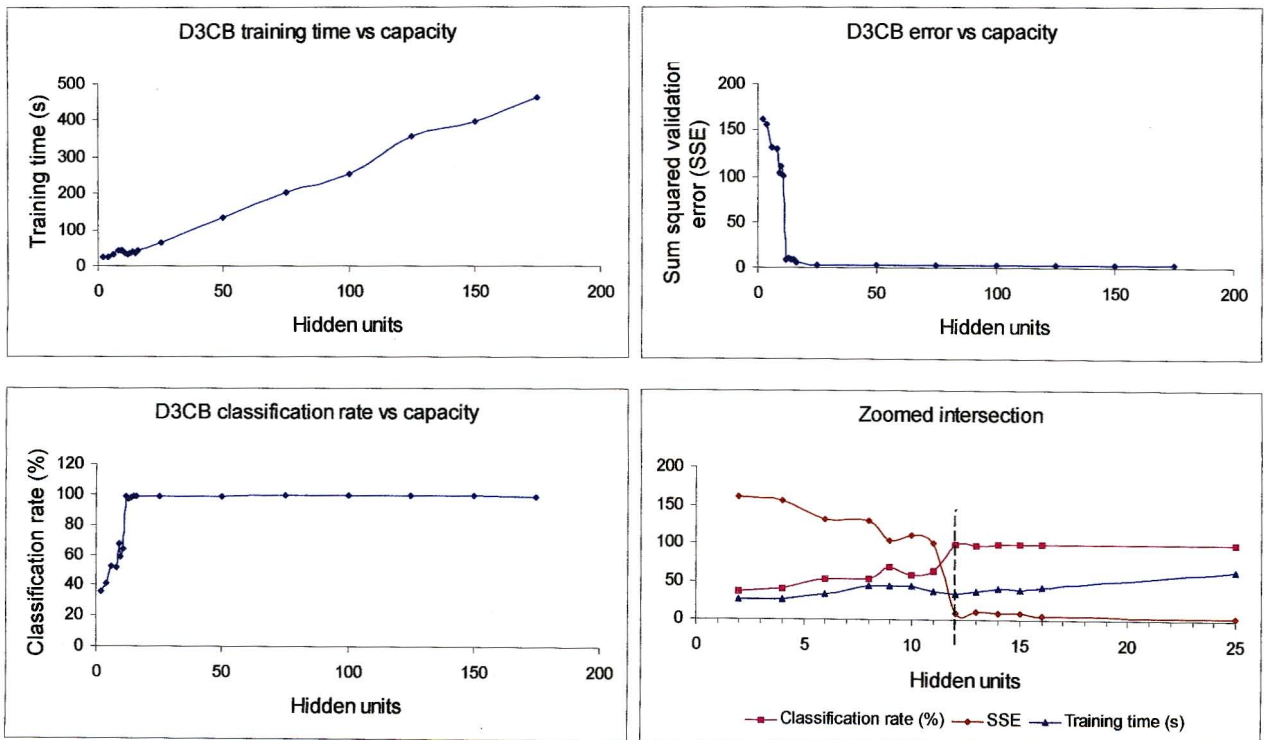 D3CB training time vs capacity
Training time (s)
500
400
300
200
100
0
0 50 100 150 200
Hidden units
D3CB error vs capacity
Sum squared validation
error (SSE)
200
150
100
50
0
0 50 100 150 200
Hidden units
D3CB classification rate vs capacity
Classification rate (%)
120
100
80
60
40
20
0
0 50 100 150 200
Hidden units
Zoomed intersection
200
150
100
50
0
0 5 10 15 20 25
Hidden units
Classification rate (%) SSE Training time (s)